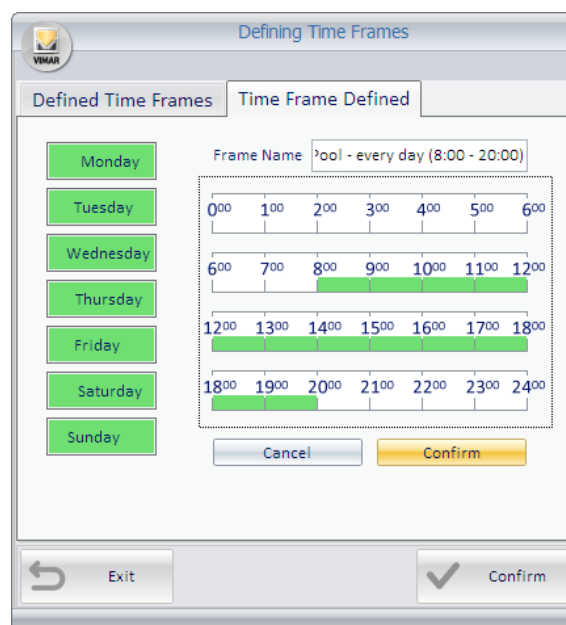 Defining Time Frames
VIMAR
Defined Time Frames Time Frame Defined
Monday
Tuesday
Wednesday
Thursday
Friday
Saturday
Sunday
Frame Name Pool - every day (8:00 - 20:00)
0⁰⁰ 1⁰⁰ 2⁰⁰ 3⁰⁰ 4⁰⁰ 5⁰⁰ 6⁰⁰
6⁰⁰ 7⁰⁰ 8⁰⁰ 9⁰⁰ 10⁰⁰ 11⁰⁰ 12⁰⁰
12⁰⁰ 13⁰⁰ 14⁰⁰ 15⁰⁰ 16⁰⁰ 17⁰⁰ 18⁰⁰
18⁰⁰ 19⁰⁰ 20⁰⁰ 21⁰⁰ 22⁰⁰ 23⁰⁰ 24⁰⁰
Cancel Confirm
Exit Confirm